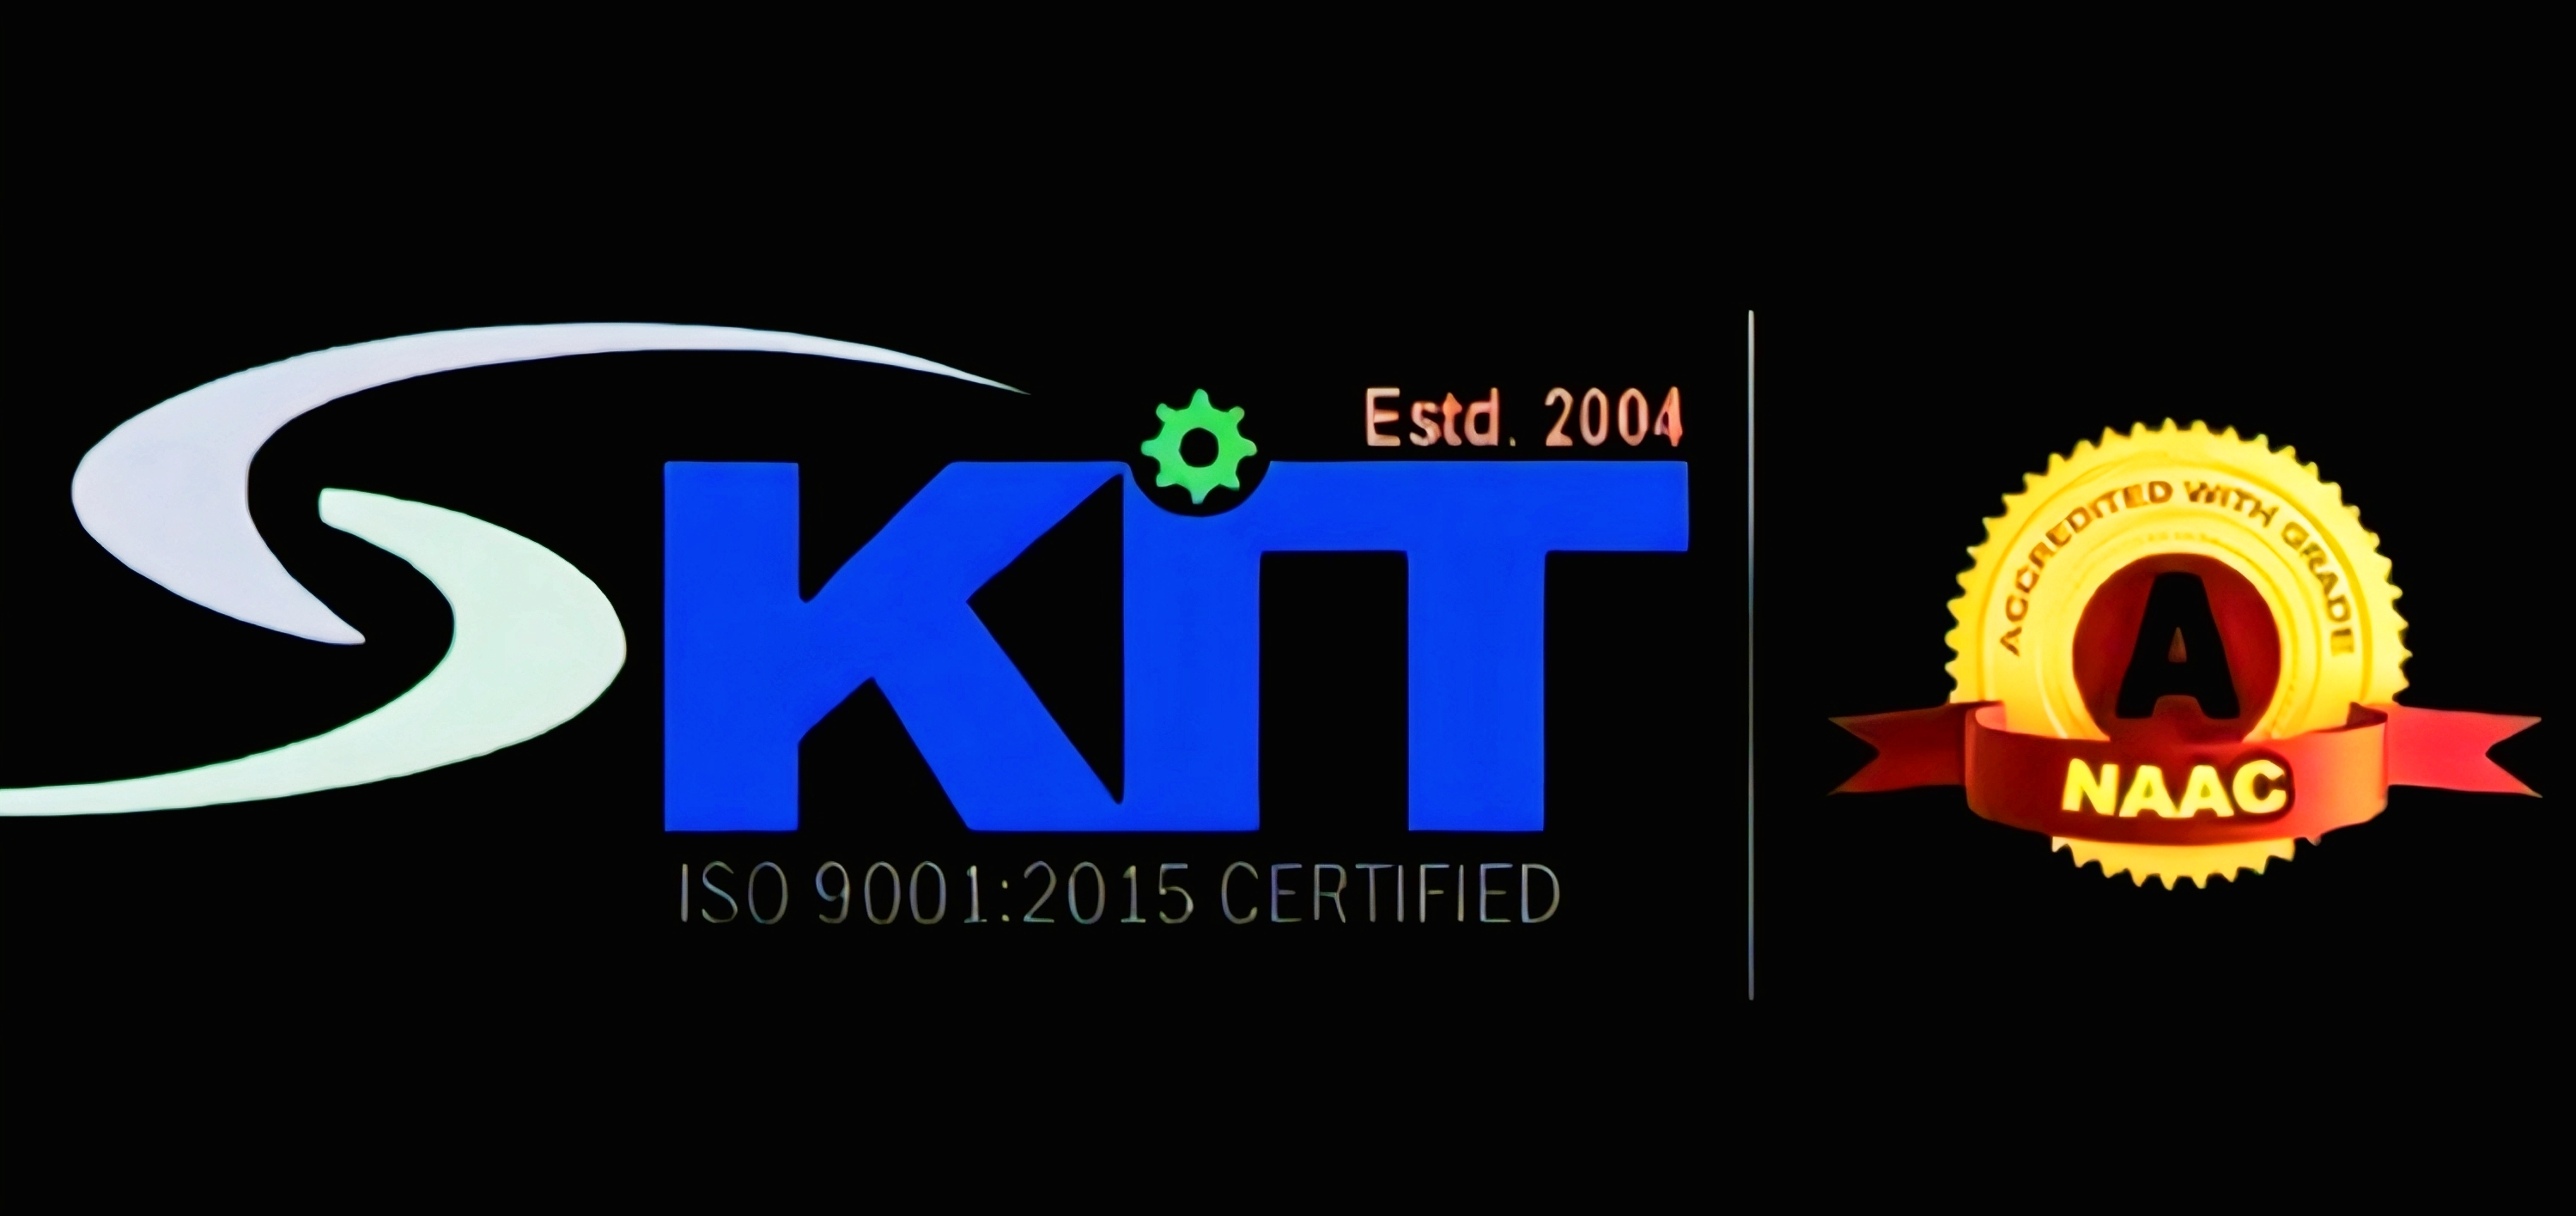 Estd. 2004
SKIT
ISO 9001:2015 CERTIFIED
ACCREDITED WITH GRADE
A
NAAC